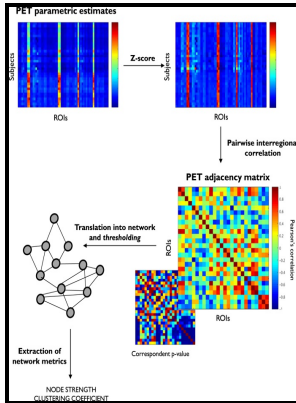 PET parametric estimates
Subjects
ROIs
Z-score
Subjects
ROIs
Pairwise interregional
correlation
PET adjacency matrix
ROIs
ROIs
Pearson's correlation
Translation into network
and thresholding
Correspondent p-value
Extraction of
network metrics
NODE STRENGTH
CLUSTERING COEFFICIENT